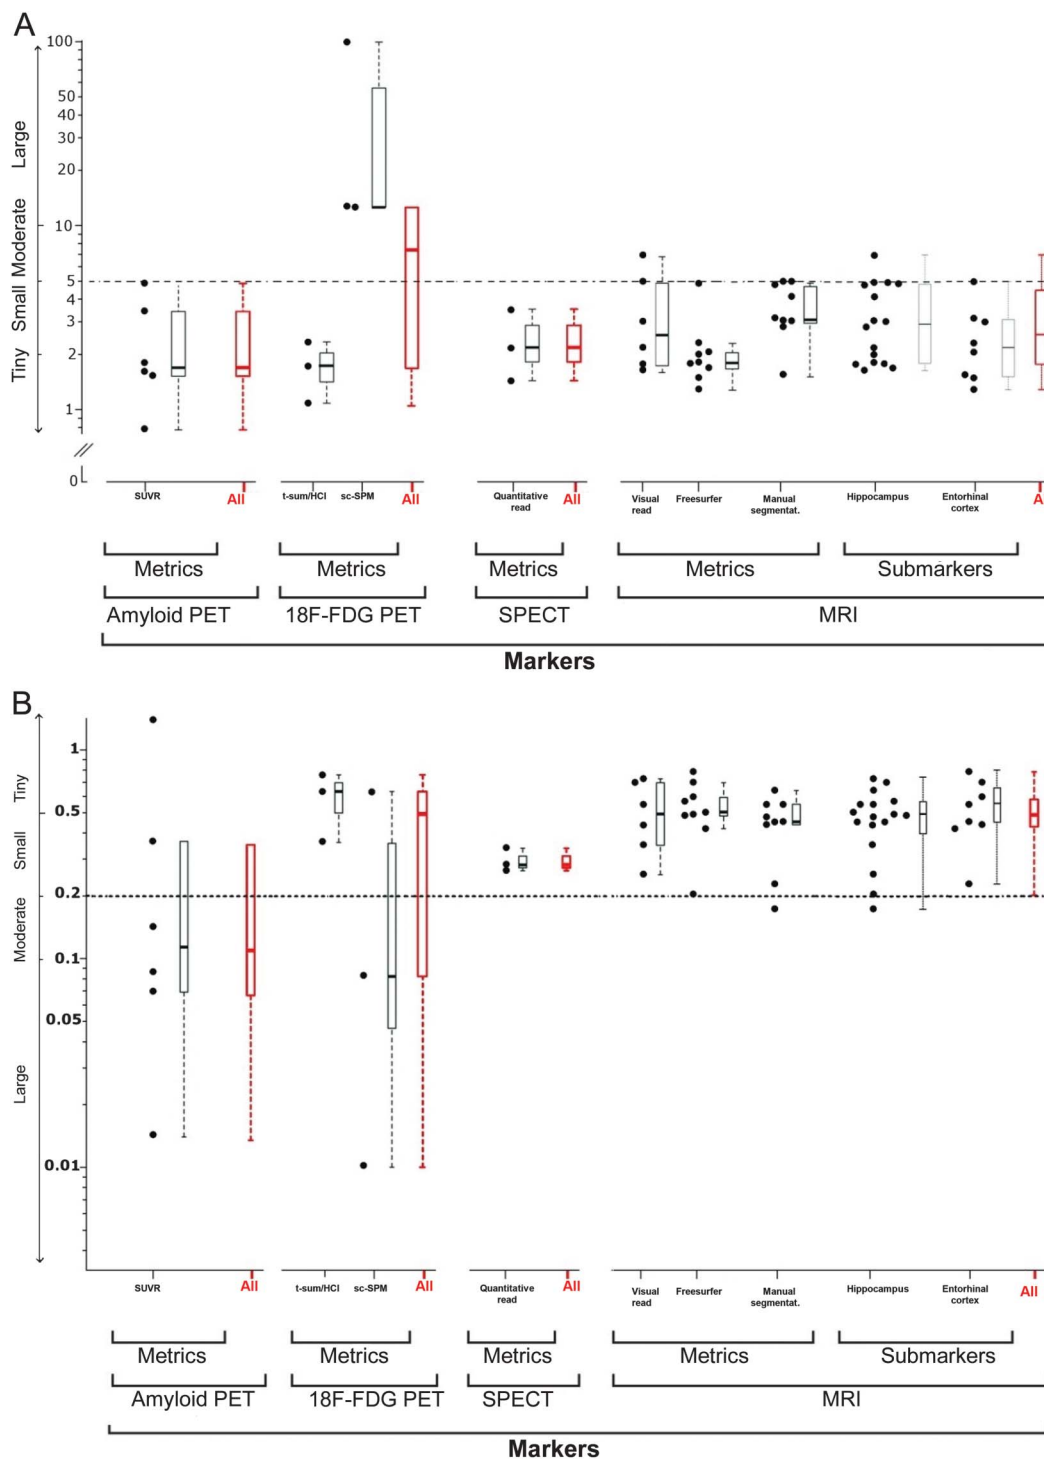 A
100
50
40
30
20
10
5
4
3
2
1
0
Large
Moderate
Small
Tiny
SUVR
All
t-sum/HCI
sc-SPM
All
Quantitative
read
All
Visual
read
Freesurfer
Manual
segmentat.
Hippocampus
Entorhinal
cortex
A
Metrics
Metrics
Metrics
Metrics
Submarkers
Amyloid PET
18F-FDG PET
SPECT
MRI
Markers
B
1
0.5
0.2
0.1
0.05
0.01
Tiny
Small
Moderate
Large
SUVR
All
t-sum/HCI
sc-SPM
All
Quantitative
read
All
Visual
read
Freesurfer
Manual
segmentat.
Hippocampus
Entorhinal
cortex
All
Metrics
Metrics
Metrics
Metrics
Submarkers
Amyloid PET
18F-FDG PET
SPECT
MRI
Markers